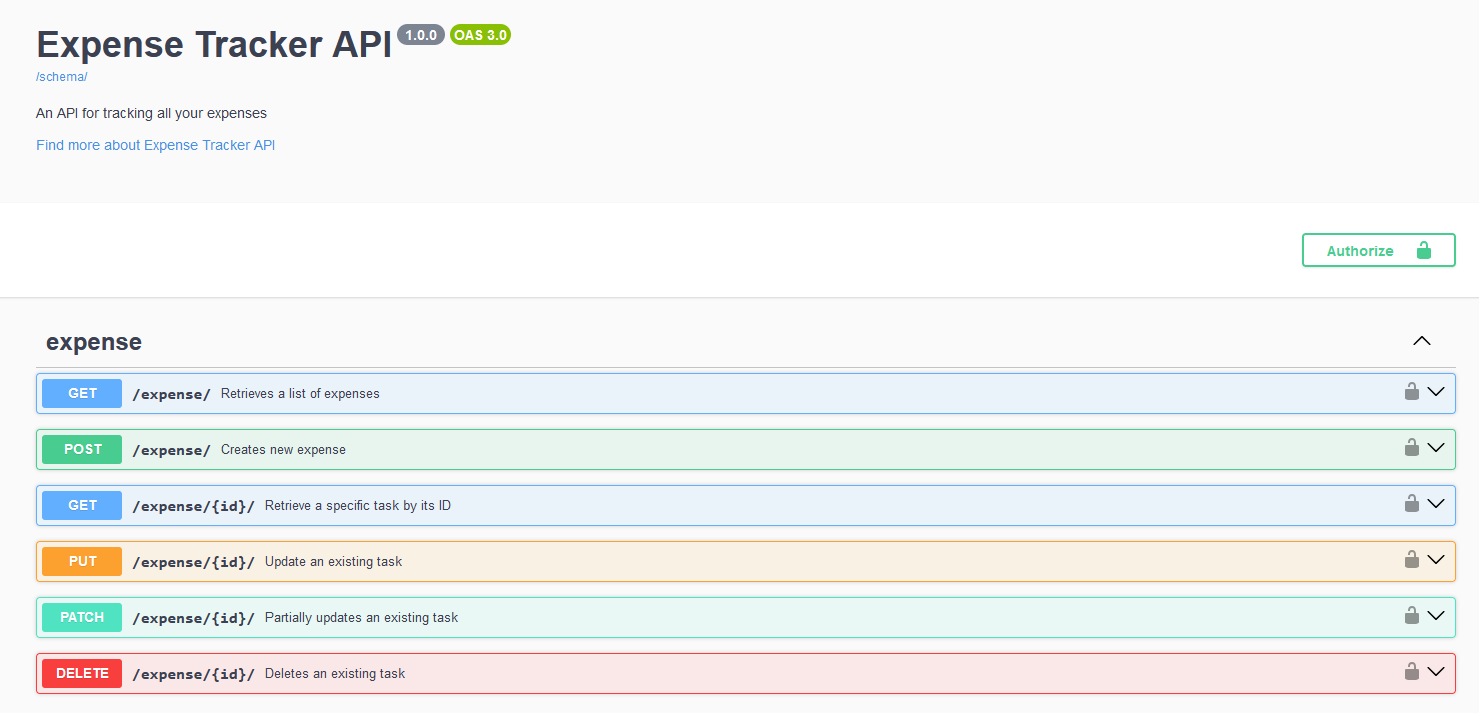 Expense Tracker API 1.0.0 OAS 3.0
/schema/
An API for tracking all your expenses
Find more about Expense Tracker API
Authorize
expense
GET /expense/ Retrieves a list of expenses
POST /expense/ Creates new expense
GET /expense/{id}/ Retrieve a specific task by its ID
PUT /expense/{id}/ Update an existing task
PATCH /expense/{id}/ Partially updates an existing task
DELETE /expense/{id}/ Deletes an existing task